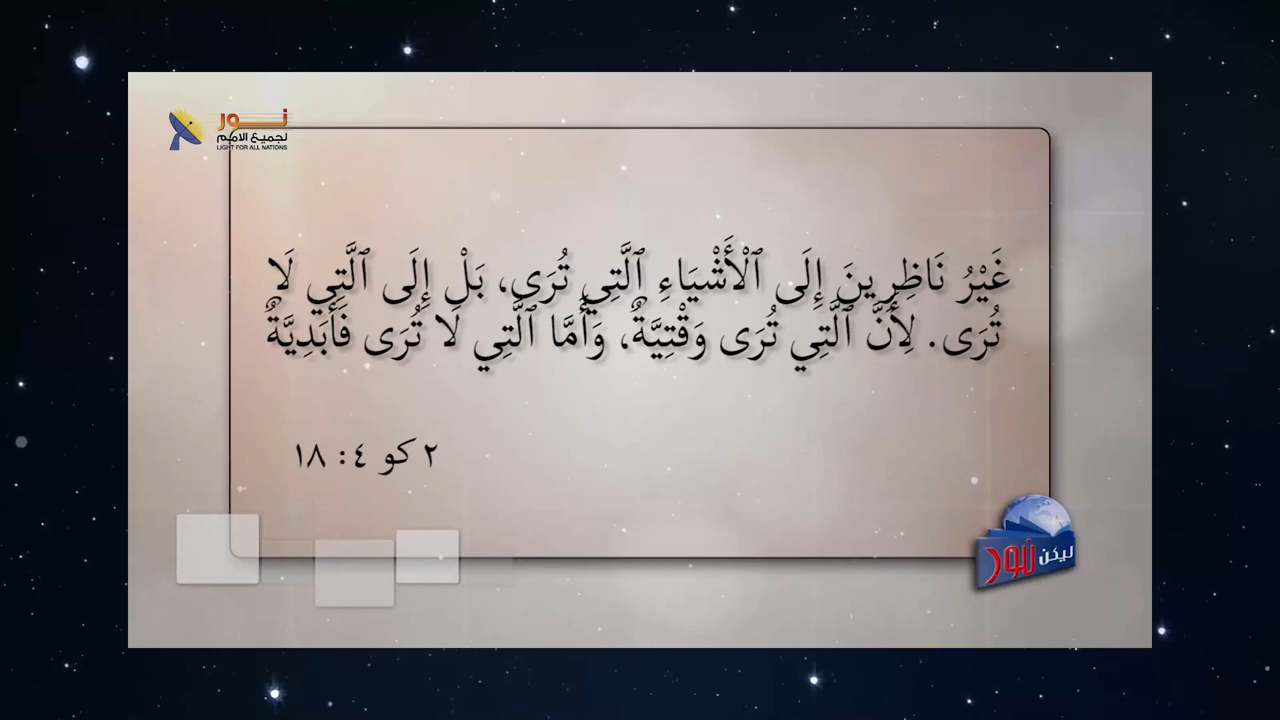 نور
لجميع الامم
LIGHT FOR ALL NATIONS
غَيْرُ نَاظِرِينَ إِلَى ٱلْأَشْيَاءِ ٱلَّتِي تُرَى، بَلْ إِلَى ٱلَّتِي لَا
تُرَى. لِأَنَّ ٱلَّتِي تُرَى وَقْتِيَّةٌ، وَأَمَّا ٱلَّتِي لَا تُرَى فَأَبَدِيَّةٌ
٢ كو ٤: ١٨
ليكن نور